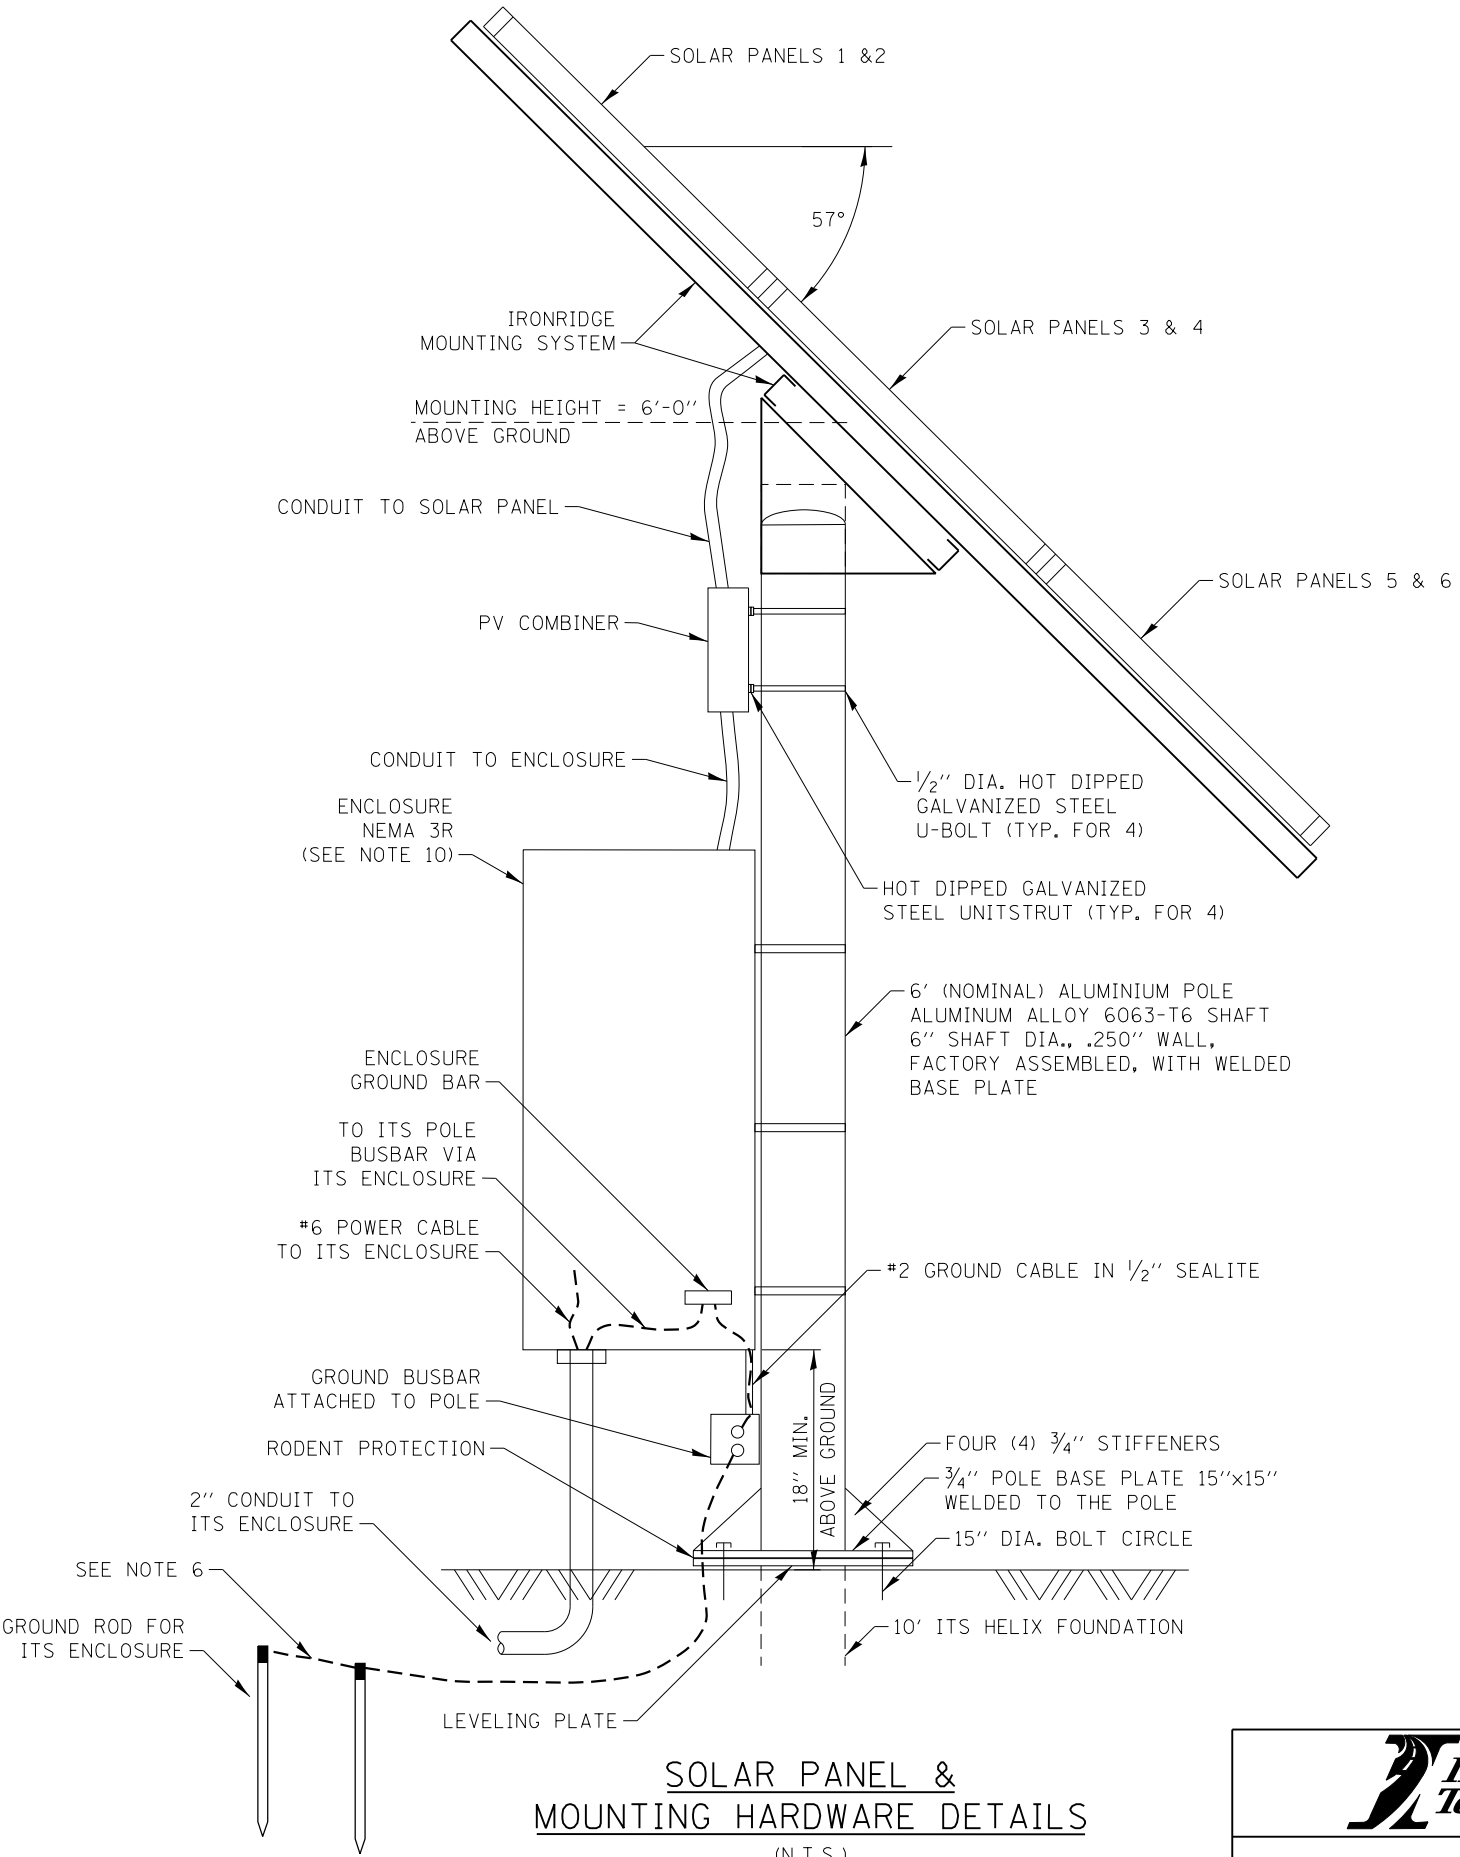 SOLAR PANELS 1 &2
57°
IRONRIDGE
MOUNTING SYSTEM
SOLAR PANELS 3 & 4
MOUNTING HEIGHT = 6'-0''
ABOVE GROUND
CONDUIT TO SOLAR PANEL
SOLAR PANELS 5 & 6
PV COMBINER
CONDUIT TO ENCLOSURE
1/2'' DIA. HOT DIPPED
GALVANIZED STEEL
U-BOLT (TYP. FOR 4)
ENCLOSURE
NEMA 3R
(SEE NOTE 10)
HOT DIPPED GALVANIZED
STEEL UNITSTRUT (TYP. FOR 4)
6' (NOMINAL) ALUMINIUM POLE
ALUMINUM ALLOY 6063-T6 SHAFT
6'' SHAFT DIA., .250'' WALL,
FACTORY ASSEMBLED, WITH WELDED
BASE PLATE
ENCLOSURE
GROUND BAR
TO ITS POLE
BUSBAR VIA
ITS ENCLOSURE
#6 POWER CABLE
TO ITS ENCLOSURE
#2 GROUND CABLE IN 1/2'' SEALITE
GROUND BUSBAR
ATTACHED TO POLE
18'' MIN.
ABOVE GROUND
RODENT PROTECTION
FOUR (4) 3/4'' STIFFENERS
3/4'' POLE BASE PLATE 15''x15''
WELDED TO THE POLE
2'' CONDUIT TO
ITS ENCLOSURE
15'' DIA. BOLT CIRCLE
SEE NOTE 6
GROUND ROD FOR
ITS ENCLOSURE
10' ITS HELIX FOUNDATION
LEVELING PLATE
SOLAR PANEL &
MOUNTING HARDWARE DETAILS
(N.T.S.)